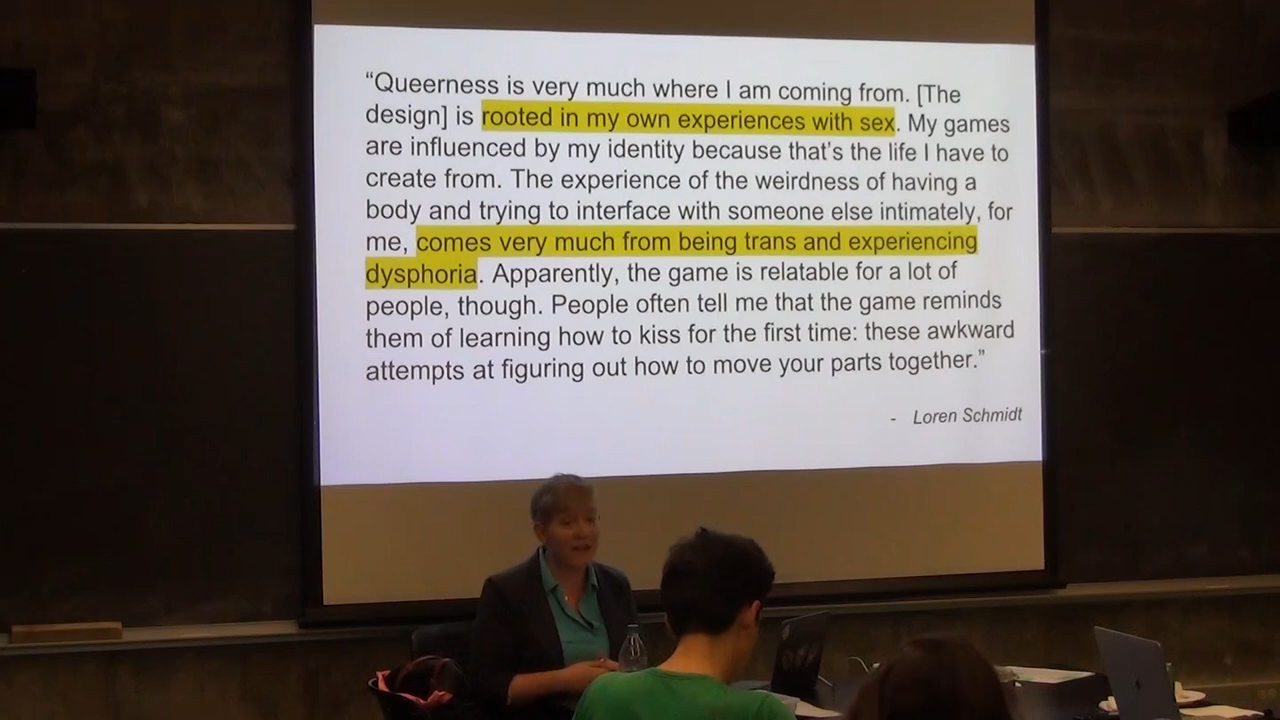 “Queerness is very much where I am coming from. [The
design] is rooted in my own experiences with sex. My games
are influenced by my identity because that’s the life I have to
create from. The experience of the weirdness of having a
body and trying to interface with someone else intimately, for
me, comes very much from being trans and experiencing
dysphoria. Apparently, the game is relatable for a lot of
people, though. People often tell me that the game reminds
them of learning how to kiss for the first time: these awkward
attempts at figuring out how to move your parts together.”
- Loren Schmidt